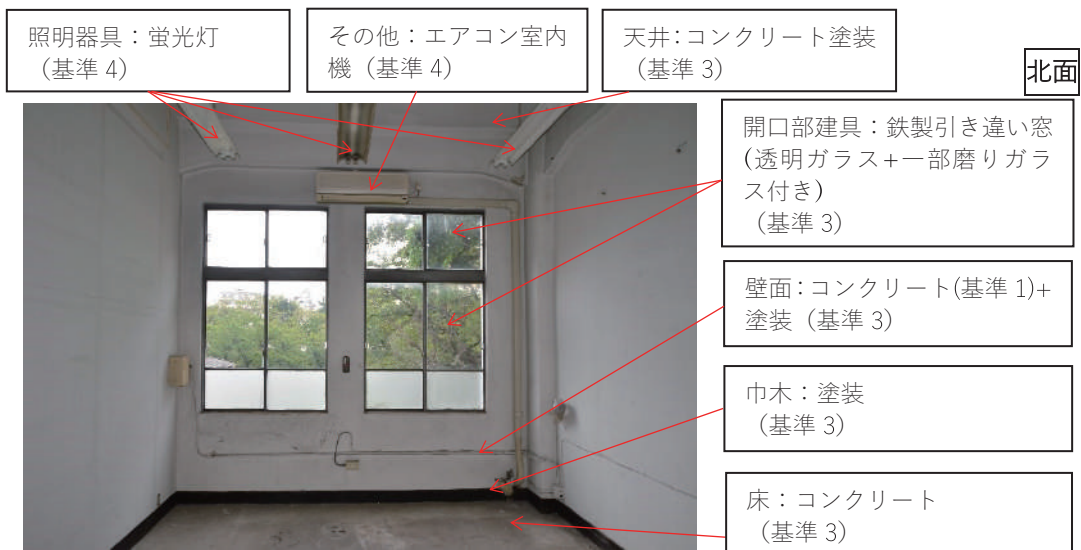 照明器具：蛍光灯
（基準 4）
その他：エアコン室内
機（基準 4）
天井：コンクリート塗装
（基準 3）
北面
開口部建具：鉄製引き違い窓
(透明ガラス+一部磨りガラ
ス付き)
（基準 3）
壁面：コンクリート(基準 1)+
塗装（基準 3）
巾木：塗装
（基準 3）
床：コンクリート
（基準 3）